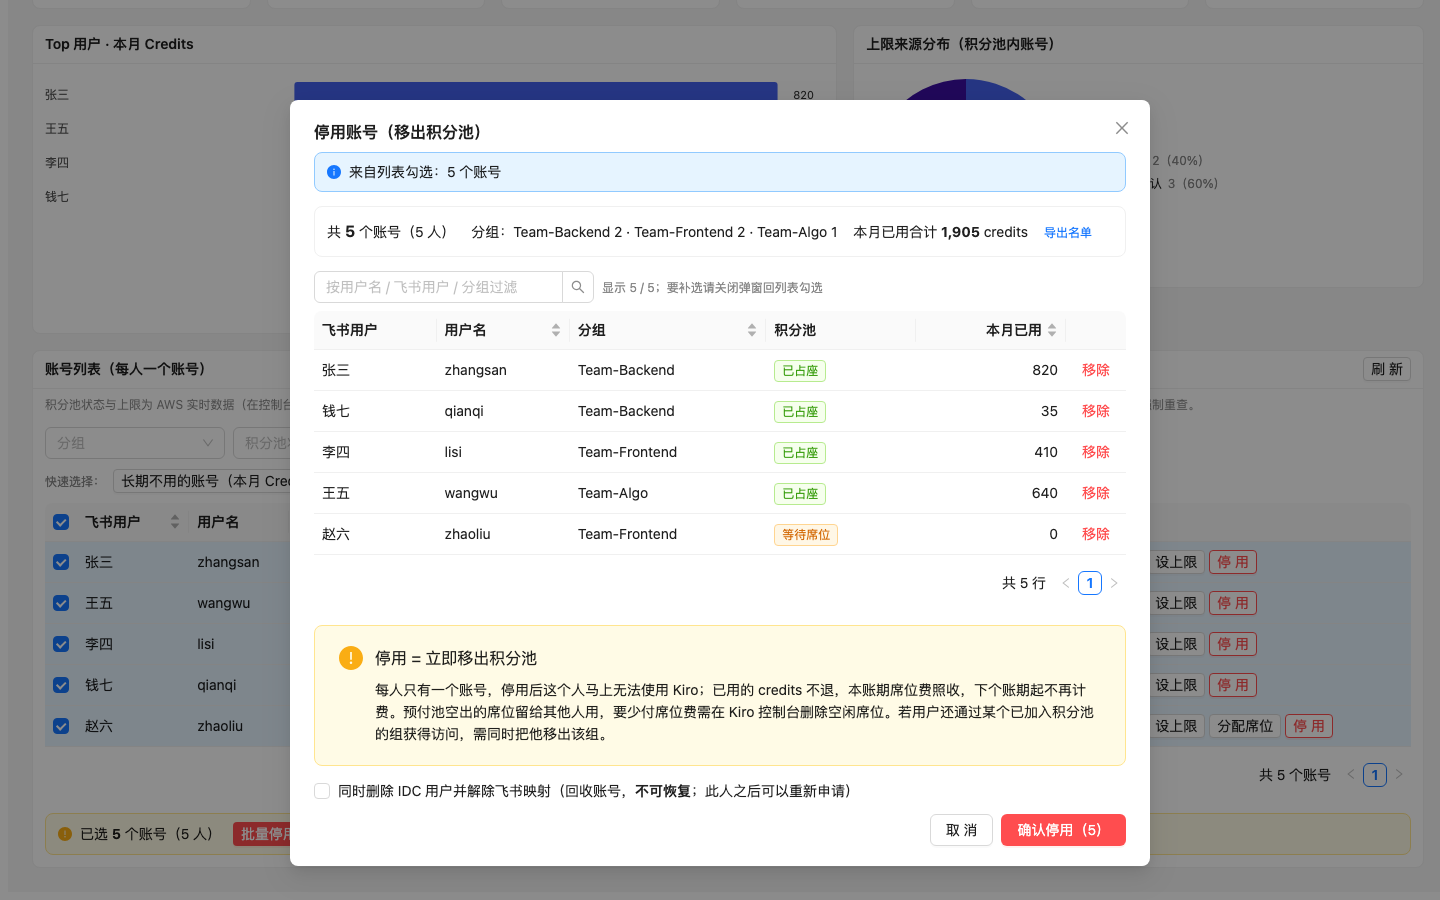 Top 用户 · 本月 Credits
上限来源分布（积分池内账号）
张三
820
王五
李四
钱七
2（40%）
认 3（60%）
停用账号（移出积分池）
来自列表勾选：5 个账号
共 5 个账号（5 人） 分组：Team-Backend 2 · Team-Frontend 2 · Team-Algo 1 本月已用合计 1,905 credits 导出名单
按用户名 / 飞书用户 / 分组过滤
显示 5 / 5；要补选请关闭弹窗回列表勾选
飞书用户 用户名 分组 积分池 本月已用
张三 zhangsan Team-Backend 已占座 820 移除
钱七 qianqi Team-Backend 已占座 35 移除
李四 lisi Team-Frontend 已占座 410 移除
王五 wangwu Team-Algo 已占座 640 移除
赵六 zhaoliu Team-Frontend 等待席位 0 移除
共 5 行 1
停用 = 立即移出积分池
每人只有一个账号，停用后这个人马上无法使用 Kiro；已用的 credits 不退，本账期席位费照收，下个账期起不再计
费。预付池空出的席位留给其他人用，要少付席位费需在 Kiro 控制台删除空闲席位。若用户还通过某个已加入积分池
的组获得访问，需同时把他移出该组。
同时删除 IDC 用户并解除飞书映射（回收账号，不可恢复；此人之后可以重新申请）
取 消 确认停用（5）
账号列表（每人一个账号）
刷 新
积分池状态与上限为 AWS 实时数据（在控制台
制重查。
分组 积分池
快速选择： 长期不用的账号（本月 Cred
飞书用户 用户名
张三 zhangsan 设上限 停 用
王五 wangwu 设上限 停 用
李四 lisi 设上限 停 用
钱七 qianqi 设上限 停 用
赵六 zhaoliu 设上限 分配席位 停 用
共 5 个账号 1
已选 5 个账号（5 人） 批量停用